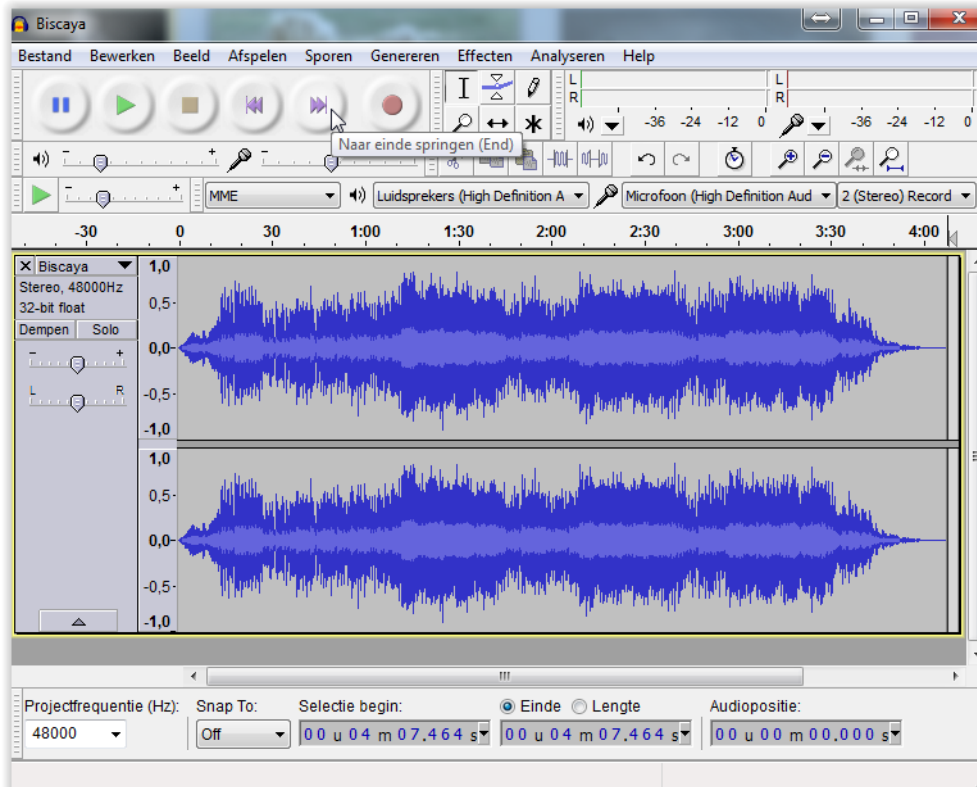 Biscaya
Bestand Bewerken Beeld Afspelen Sporen Genereren Effecten Analyseren Help
L
R
-36 -24 -12 0
L
R
-36 -24 -12 0
Naar einde springen (End)
MME
Luidsprekers (High Definition A
Microfoon (High Definition Aud
2 (Stereo) Record
-30 0 30 1:00 1:30 2:00 2:30 3:00 3:30 4:00
Biscaya
Stereo, 48000Hz
32-bit float
Dempen Solo
- +
L R
1,0
0,5-
0,0-
-0,5-
-1,0
1,0
0,5-
0,0-
-0,5-
-1,0
Projectfrequentie (Hz): Snap To: Selectie begin: Einde Lengte Audiopositie:
48000 Off 00 u 04 m 07.464 s 00 u 04 m 07.464 s 00 u 00 m 00.000 s